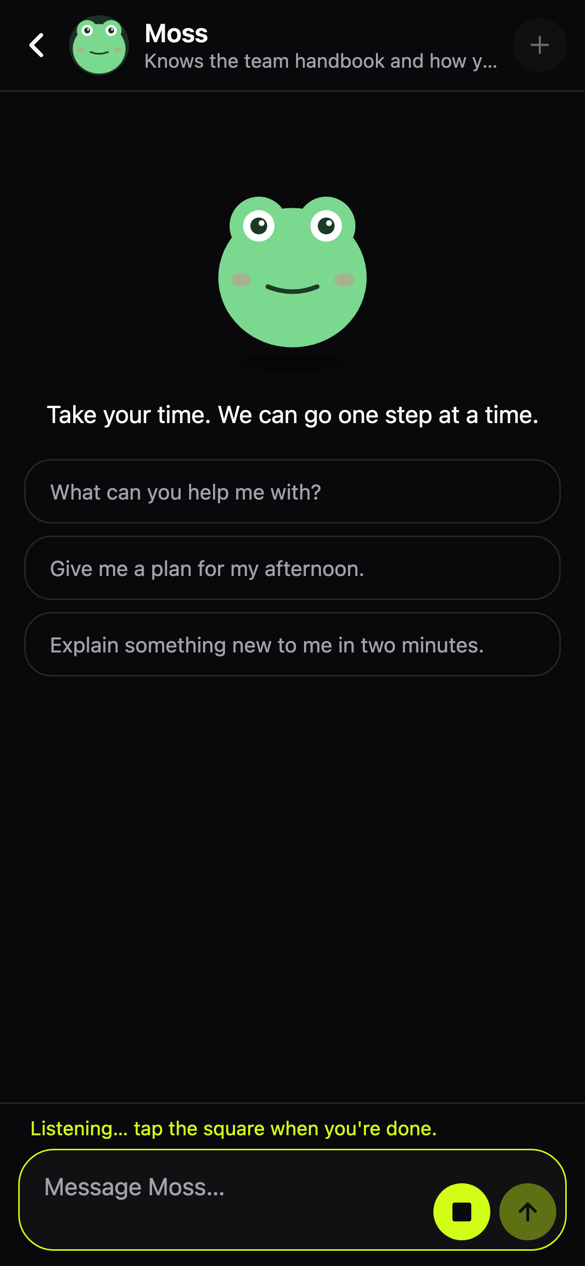 Moss
Knows the team handbook and how y...
Take your time. We can go one step at a time.
What can you help me with?
Give me a plan for my afternoon.
Explain something new to me in two minutes.
Listening... tap the square when you're done.
Message Moss...